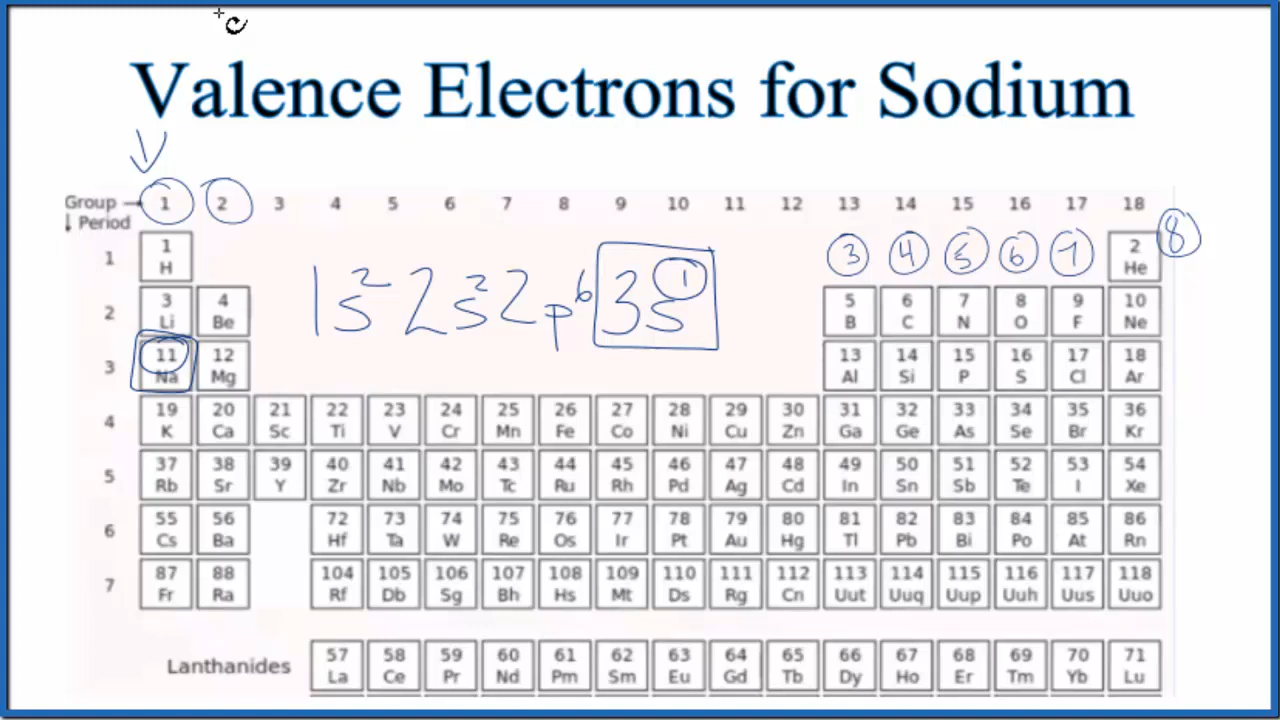 Valence Electrons for Sodium
Group → 1 2 3 4 5 6 7 8 9 10 11 12 13 14 15 16 17 18
↓ Period
3 4 5 6 7 8
1 1 2
H He
1s² 2s² 2p⁶ 3s¹
2 3 4 5 6 7 8 9 10
Li Be B C N O F Ne
3 11 12 13 14 15 16 17 18
Na Mg Al Si P S Cl Ar
4 19 20 21 22 23 24 25 26 27 28 29 30 31 32 33 34 35 36
K Ca Sc Ti V Cr Mn Fe Co Ni Cu Zn Ga Ge As Se Br Kr
5 37 38 39 40 41 42 43 44 45 46 47 48 49 50 51 52 53 54
Rb Sr Y Zr Nb Mo Tc Ru Rh Pd Ag Cd In Sn Sb Te I Xe
6 55 56 72 73 74 75 76 77 78 79 80 81 82 83 84 85 86
Cs Ba Hf Ta W Re Os Ir Pt Au Hg Tl Pb Bi Po At Rn
7 87 88 104 105 106 107 108 109 110 111 112 113 114 115 116 117 118
Fr Ra Rf Db Sg Bh Hs Mt Ds Rg Cn Uut Uuq Uup Uuh Uus Uuo
Lanthanides 57 58 59 60 61 62 63 64 65 66 67 68 69 70 71
La Ce Pr Nd Pm Sm Eu Gd Tb Dy Ho Er Tm Yb Lu